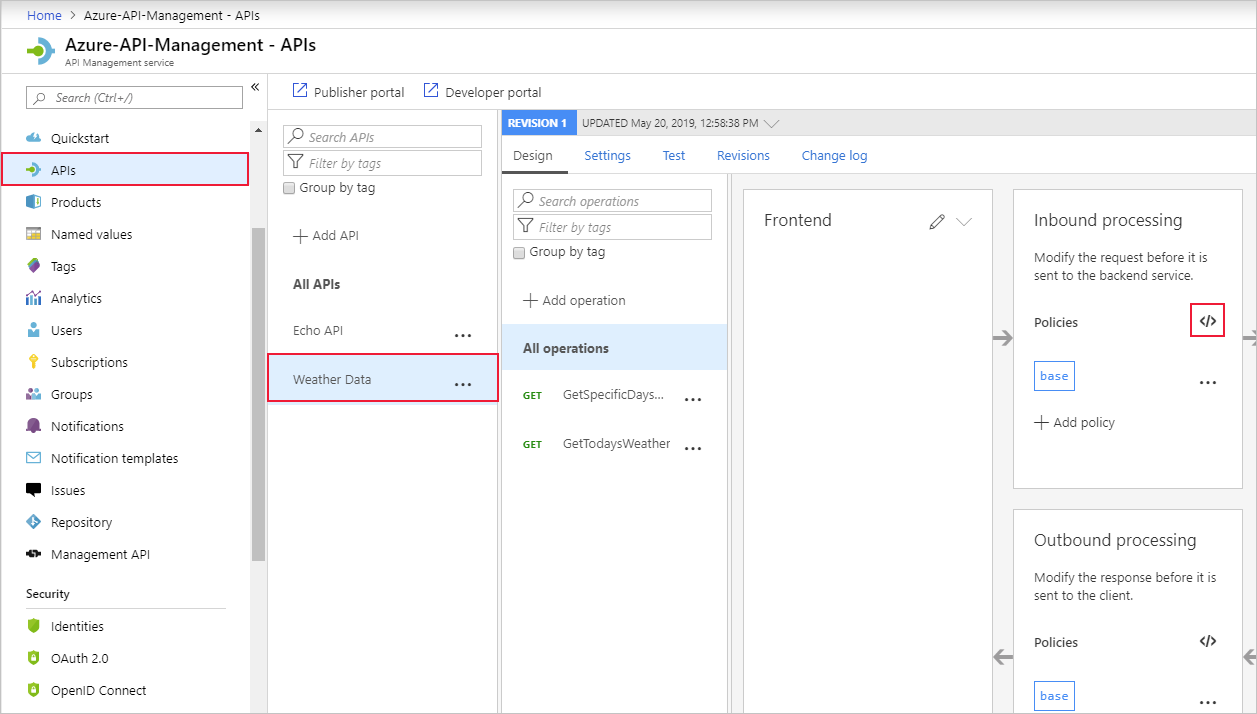 Home > Azure-API-Management - APIs
Azure-API-Management - APIs
API Management service
Search (Ctrl+/)
«
Quickstart
APIs
Products
Named values
Tags
Analytics
Users
Subscriptions
Groups
Notifications
Notification templates
Issues
Repository
Management API
Security
Identities
OAuth 2.0
OpenID Connect
Publisher portal
Developer portal
Search APIs
Filter by tags
Group by tag
+ Add API
All APIs
Echo API ...
Weather Data ...
REVISION 1 UPDATED May 20, 2019, 12:58:38 PM
Design Settings Test Revisions Change log
Search operations
Filter by tags
Group by tag
+ Add operation
All operations
GET GetSpecificDays... ...
GET GetTodaysWeather ...
Frontend
Inbound processing
Modify the request before it is
sent to the backend service.
Policies </>
base ...
+ Add policy
Outbound processing
Modify the response before it is
sent to the client.
Policies </>
base ...